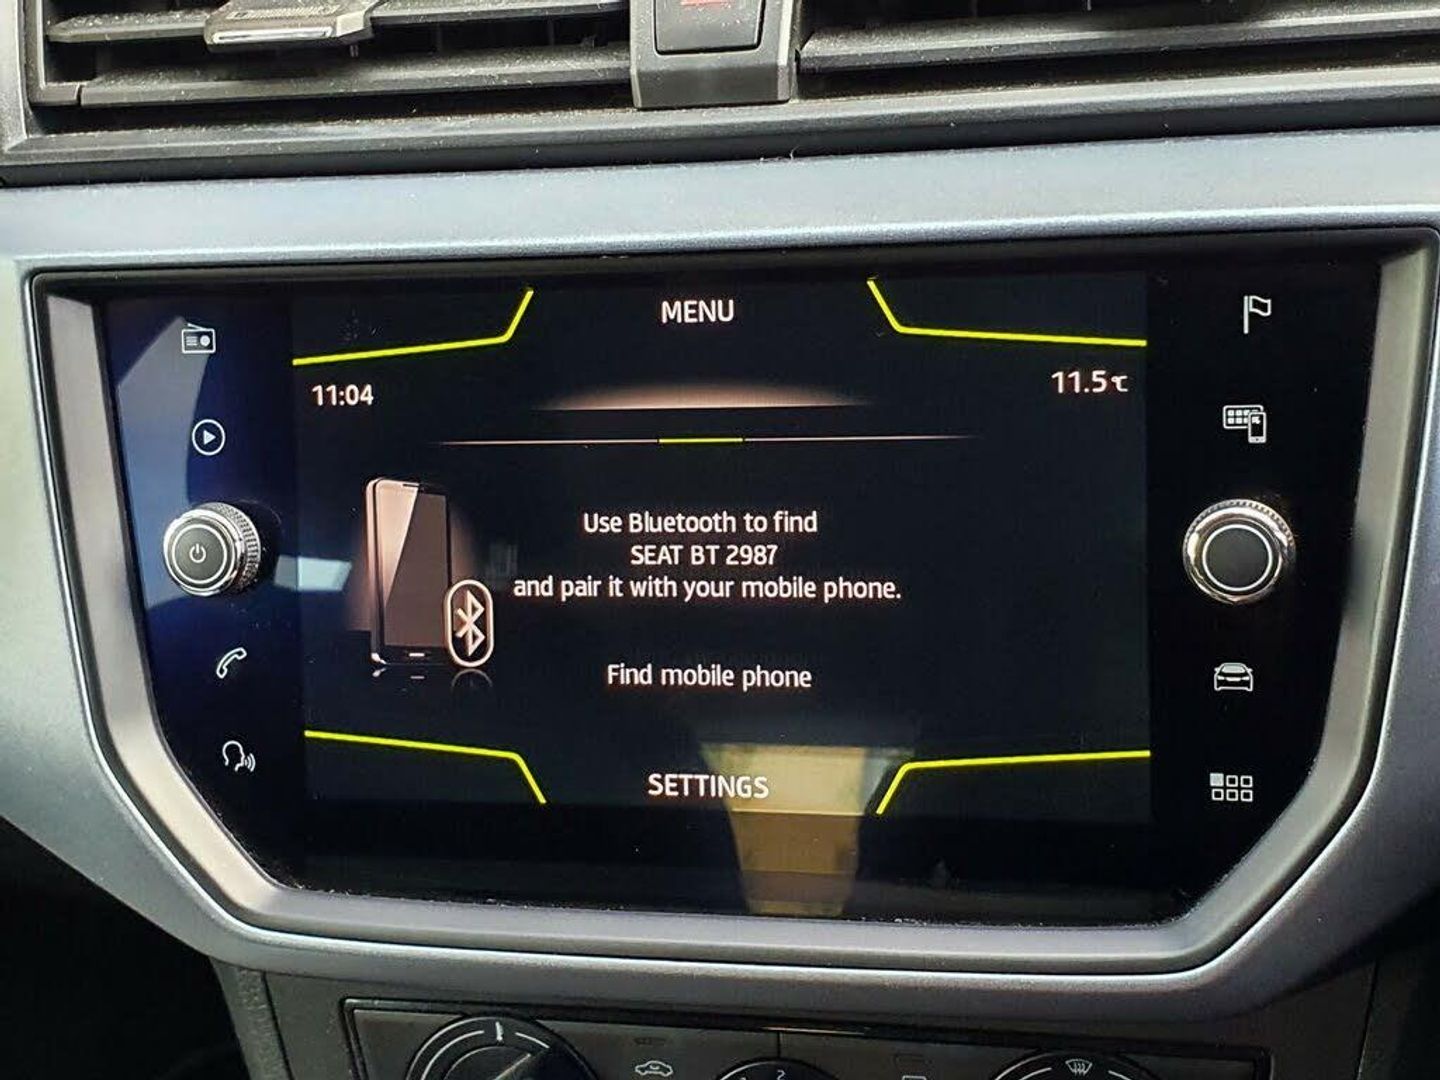 MENU
11:04
11.5°C
Use Bluetooth to find
SEAT BT 2987
and pair it with your mobile phone.
Find mobile phone
SETTINGS
2